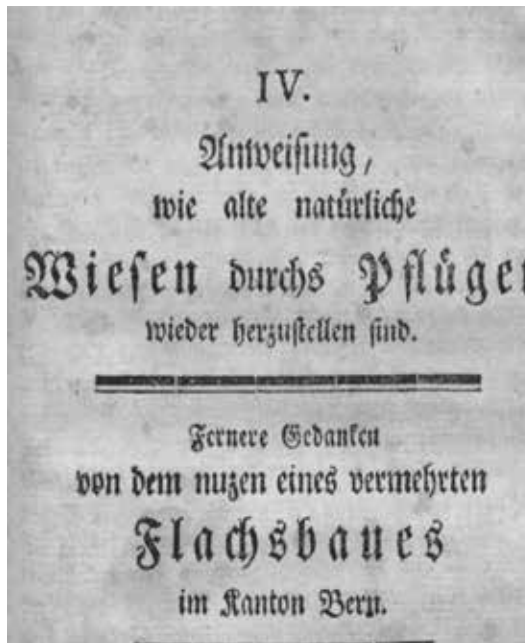 IV.
Anweisung,
wie alte natürliche
Wiesen durchs Pflügen
wieder herzustellen sind.
Fernere Gedanken
von dem nuzen eines vermehrten
Flachsbaues
im Kanton Bern.